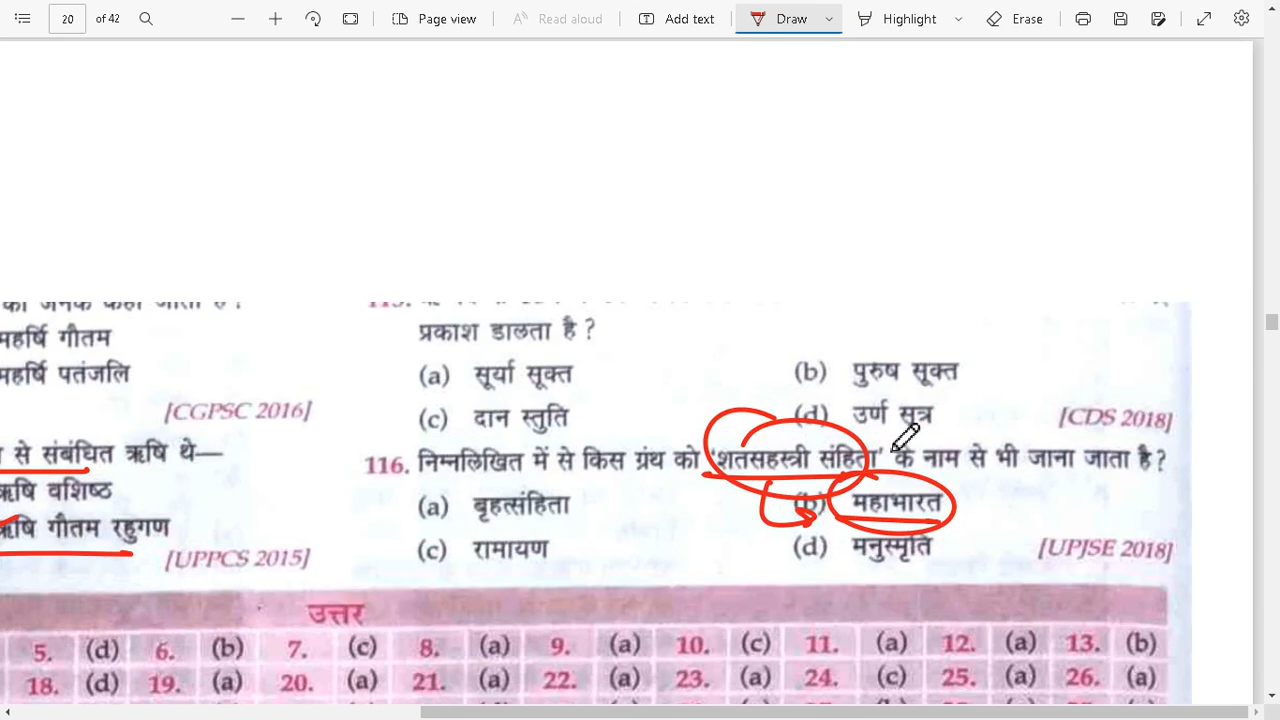 20 of 42 Page view Read aloud Add text Draw Highlight Erase
को जनक कहा जाता है ?
महर्षि गौतम
महर्षि पतंजलि
[CGPSC 2016]
से संबंधित ऋषि थे—
ऋषि वशिष्ठ
ऋषि गौतम रहुगण
[UPPCS 2015]
115.
प्रकाश डालता है ?
(a) सूर्या सूक्त (b) पुरुष सूक्त
(c) दान स्तुति (d) उर्ण सूत्र [CDS 2018]
116. निम्नलिखित में से किस ग्रंथ को 'शतसहस्त्री संहिता' के नाम से भी जाना जाता है?
(a) बृहत्संहिता (b) महाभारत
(c) रामायण (d) मनुस्मृति [UPJSE 2018]
उत्तर
5. (d) 6. (b) 7. (c) 8. (a) 9. (a) 10. (c) 11. (a) 12. (a) 13. (b)
18. (d) 19. (a) 20. (a) 21. (a) 22. (a) 23. (a) 24. (c) 25. (a) 26. (a)